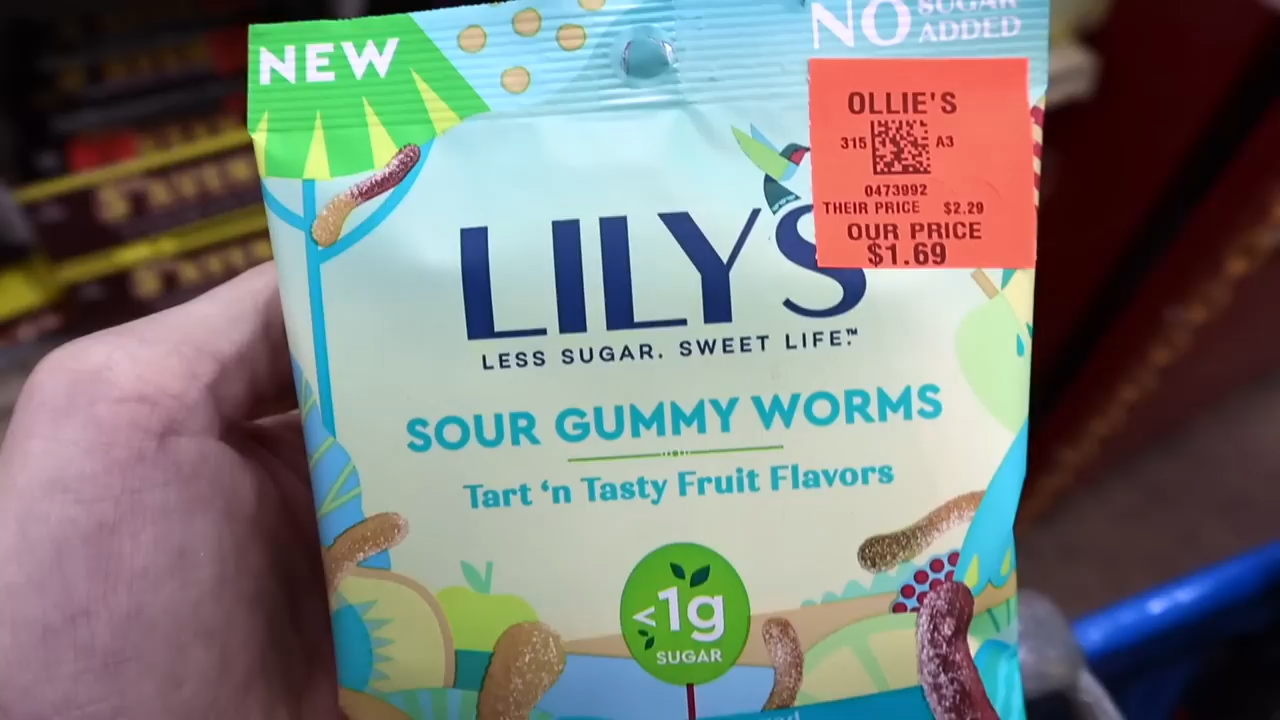 NEW
NO SUGAR
ADDED
OLLIE'S
315 A3
0473992
THEIR PRICE $2.29
OUR PRICE
$1.69
LILY'S
LESS SUGAR. SWEET LIFE.™
SOUR GUMMY WORMS
Tart 'n Tasty Fruit Flavors
<1g
SUGAR